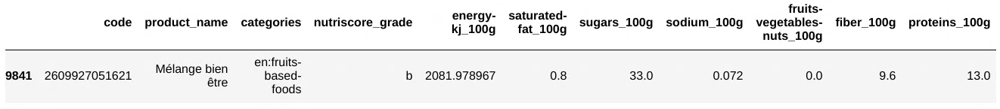 code product_name categories nutriscore_grade energy-kj_100g saturated-fat_100g sugars_100g sodium_100g fruits-vegetables-nuts_100g fiber_100g proteins_100g
9841 2609927051621 Mélange bien être en:fruits-based-foods b 2081.978967 0.8 33.0 0.072 0.0 9.6 13.0